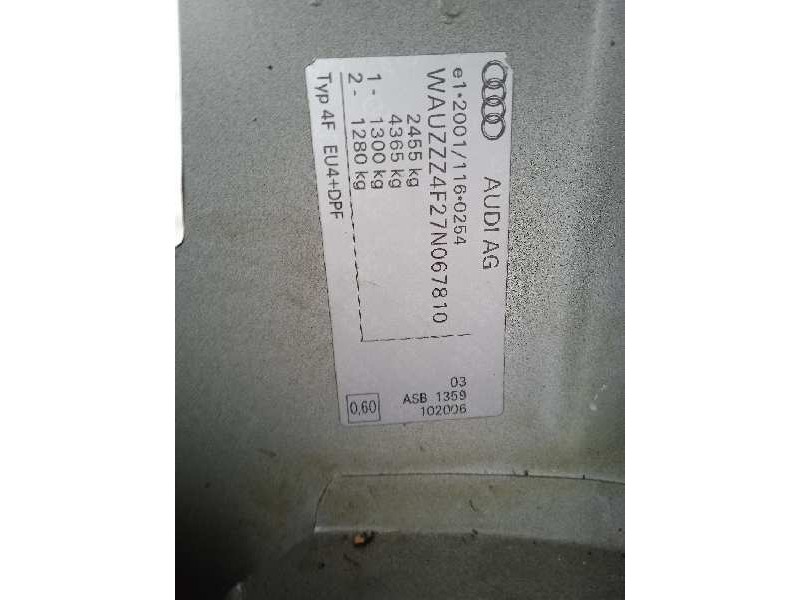 AUDI AG
e1*2001/116*0254
WAUZZZ4F27N067810
2455 kg
4365 kg
1 - 1300 kg
2 - 1280 kg
Typ 4F EU4+DPF
03
ASB 1359
102006
0,60